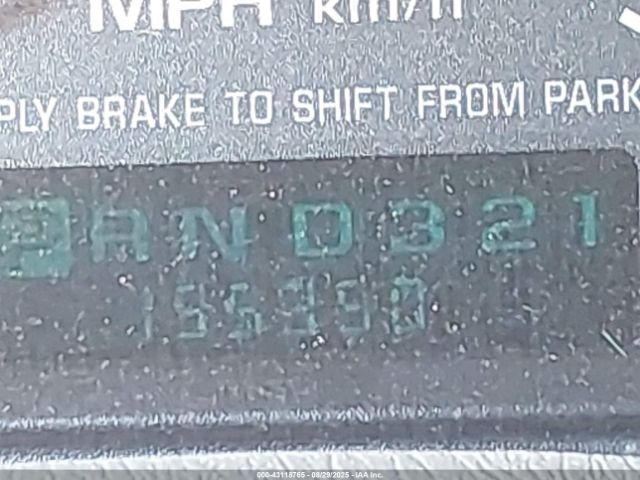 MPH km/h
PLY BRAKE TO SHIFT FROM PARK
P R N D 3 2 1
000-43118765 - 08/29/2025 - IAA Inc.